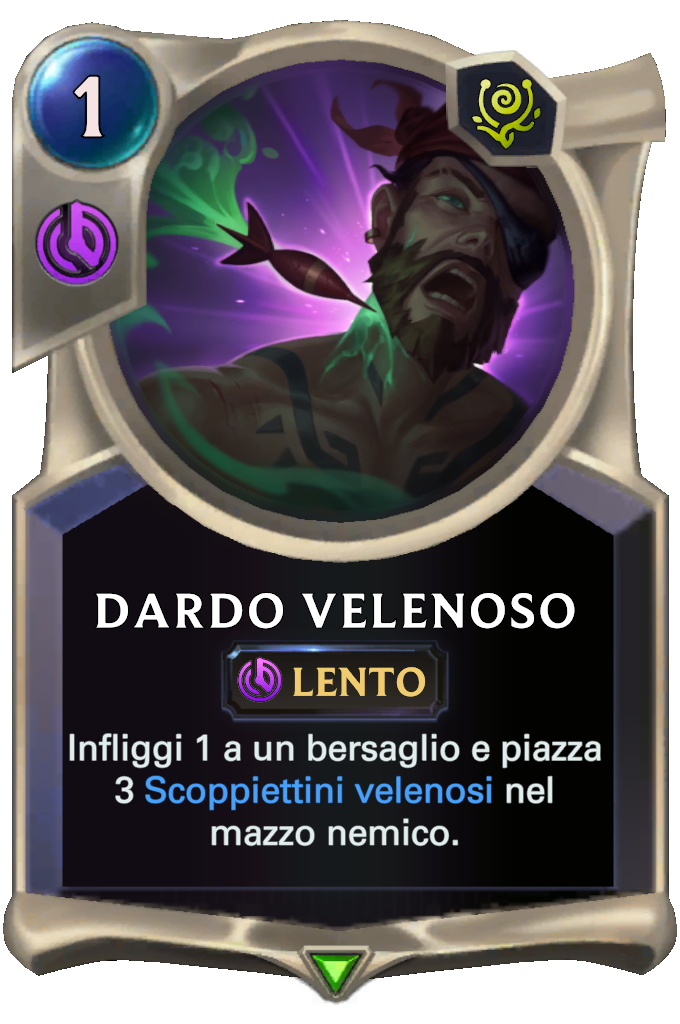 1
DARDO VELENOSO
LENTO
Infliggi 1 a un bersaglio e piazza
3 Scoppiettini velenosi nel
mazzo nemico.